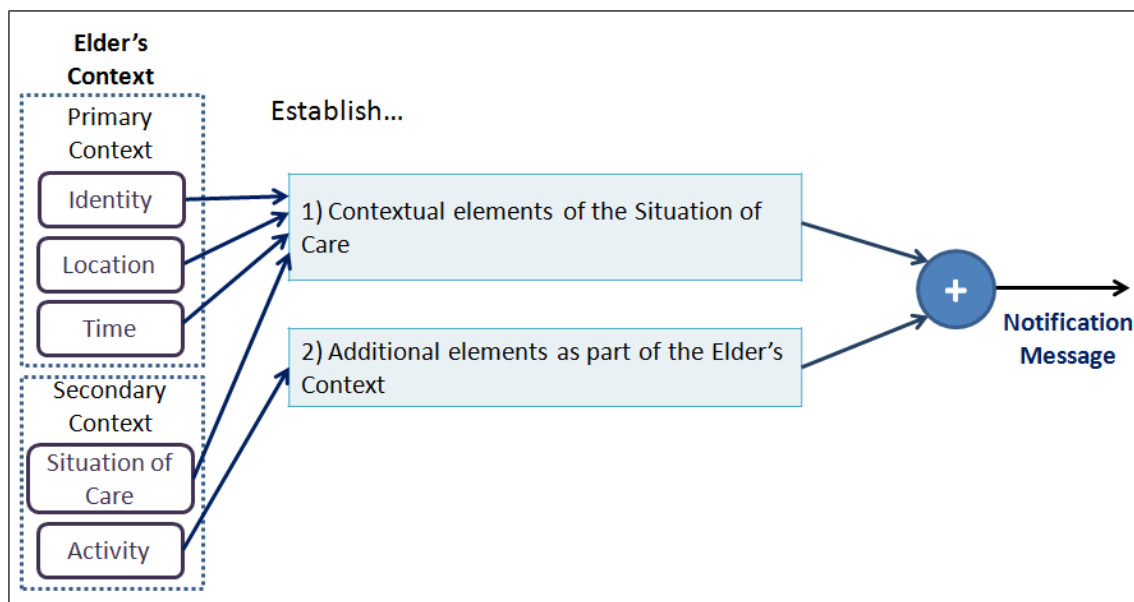 Elder’s
Context
Primary
Context
Identity
Location
Time
Secondary
Context
Situation of
Care
Activity
Establish...
1) Contextual elements of the Situation of
Care
2) Additional elements as part of the Elder’s
Context
+
Notification
Message